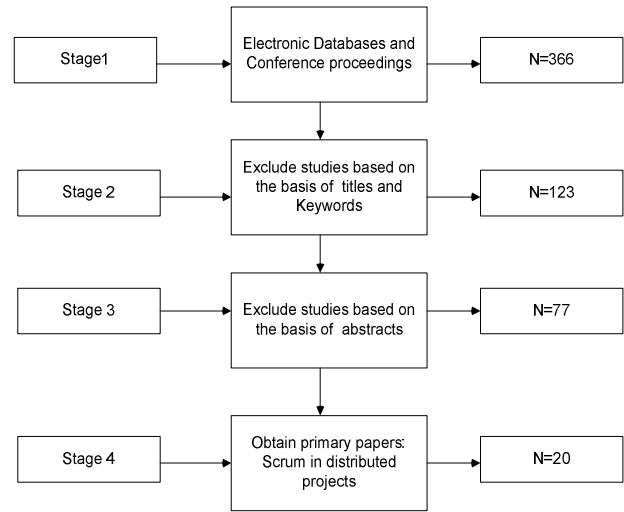 Stage1
Electronic Databases and
Conference proceedings
N=366
Stage 2
Exclude studies based on
the basis of titles and
Keywords
N=123
Stage 3
Exclude studies based on
the basis of abstracts
N=77
Stage 4
Obtain primary papers:
Scrum in distributed
projects
N=20